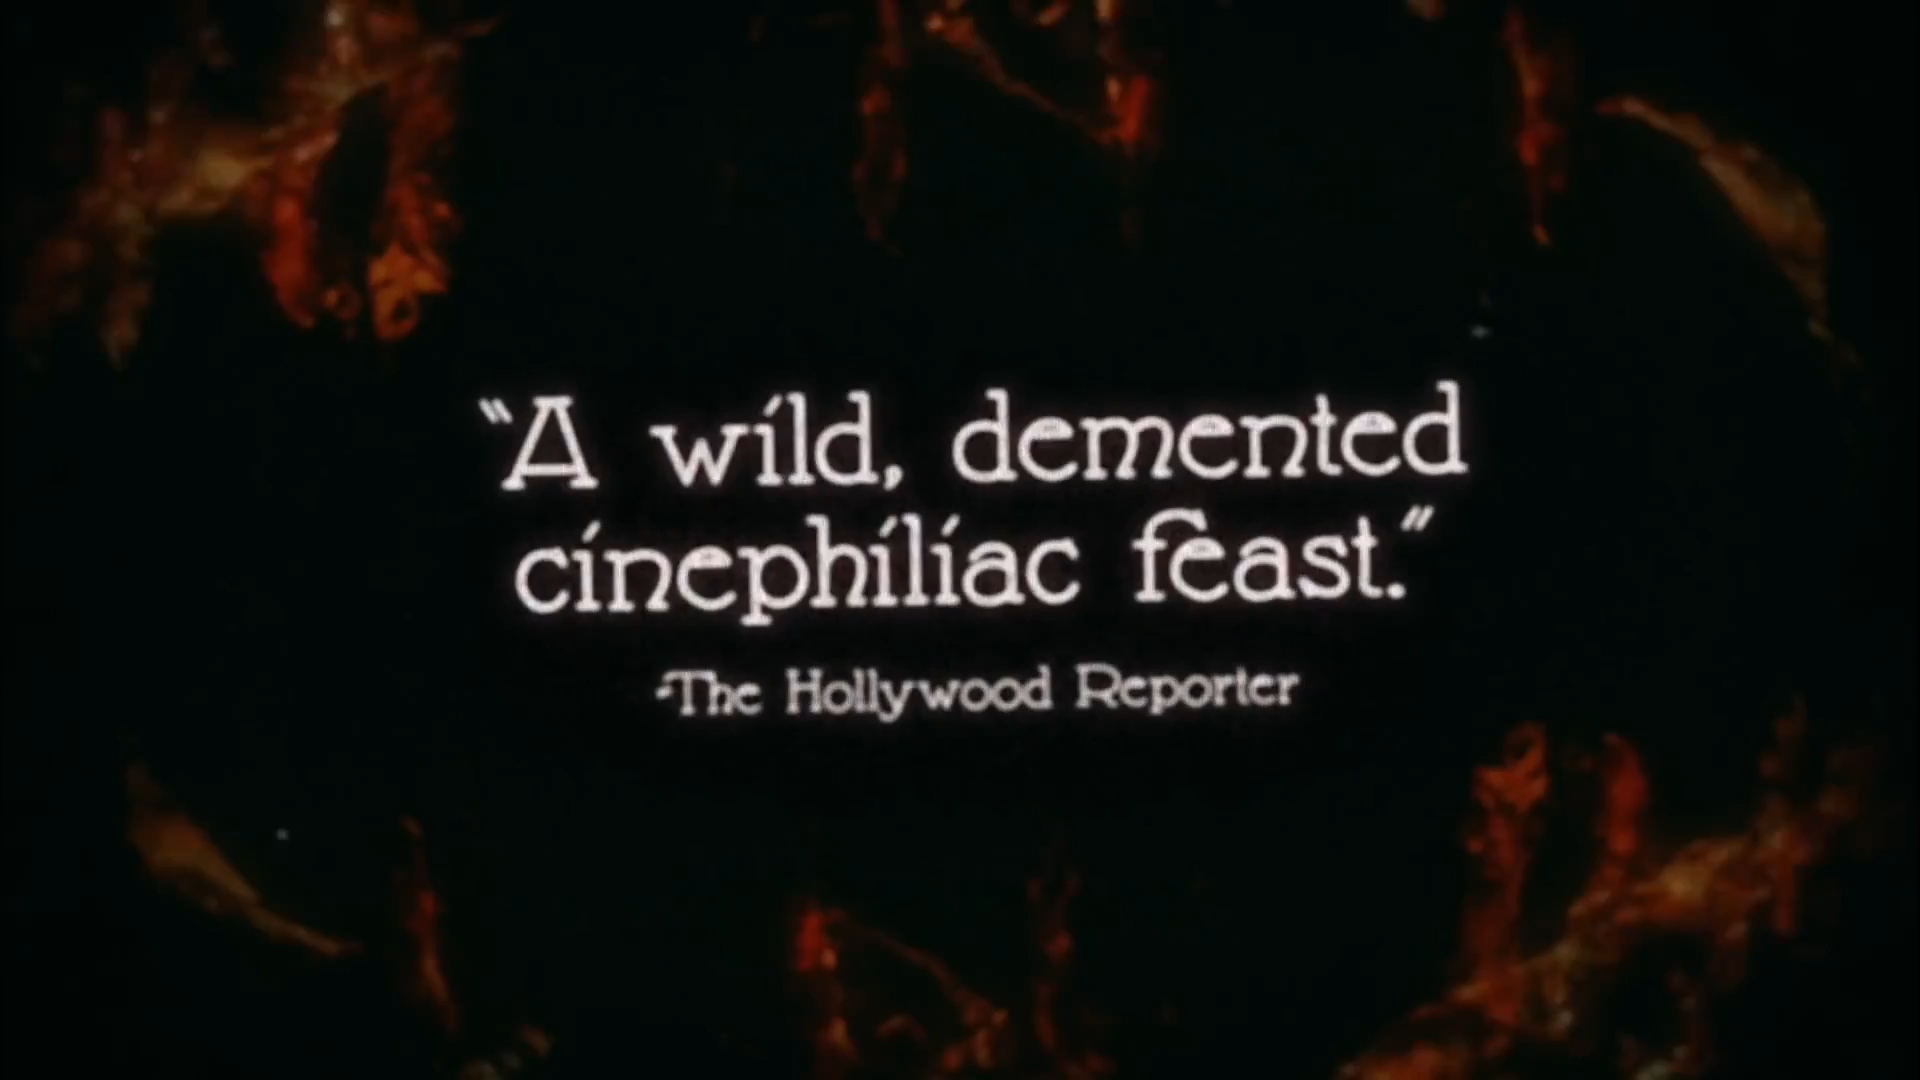 “A wild, demented
cinephiliac feast.”
-The Hollywood Reporter